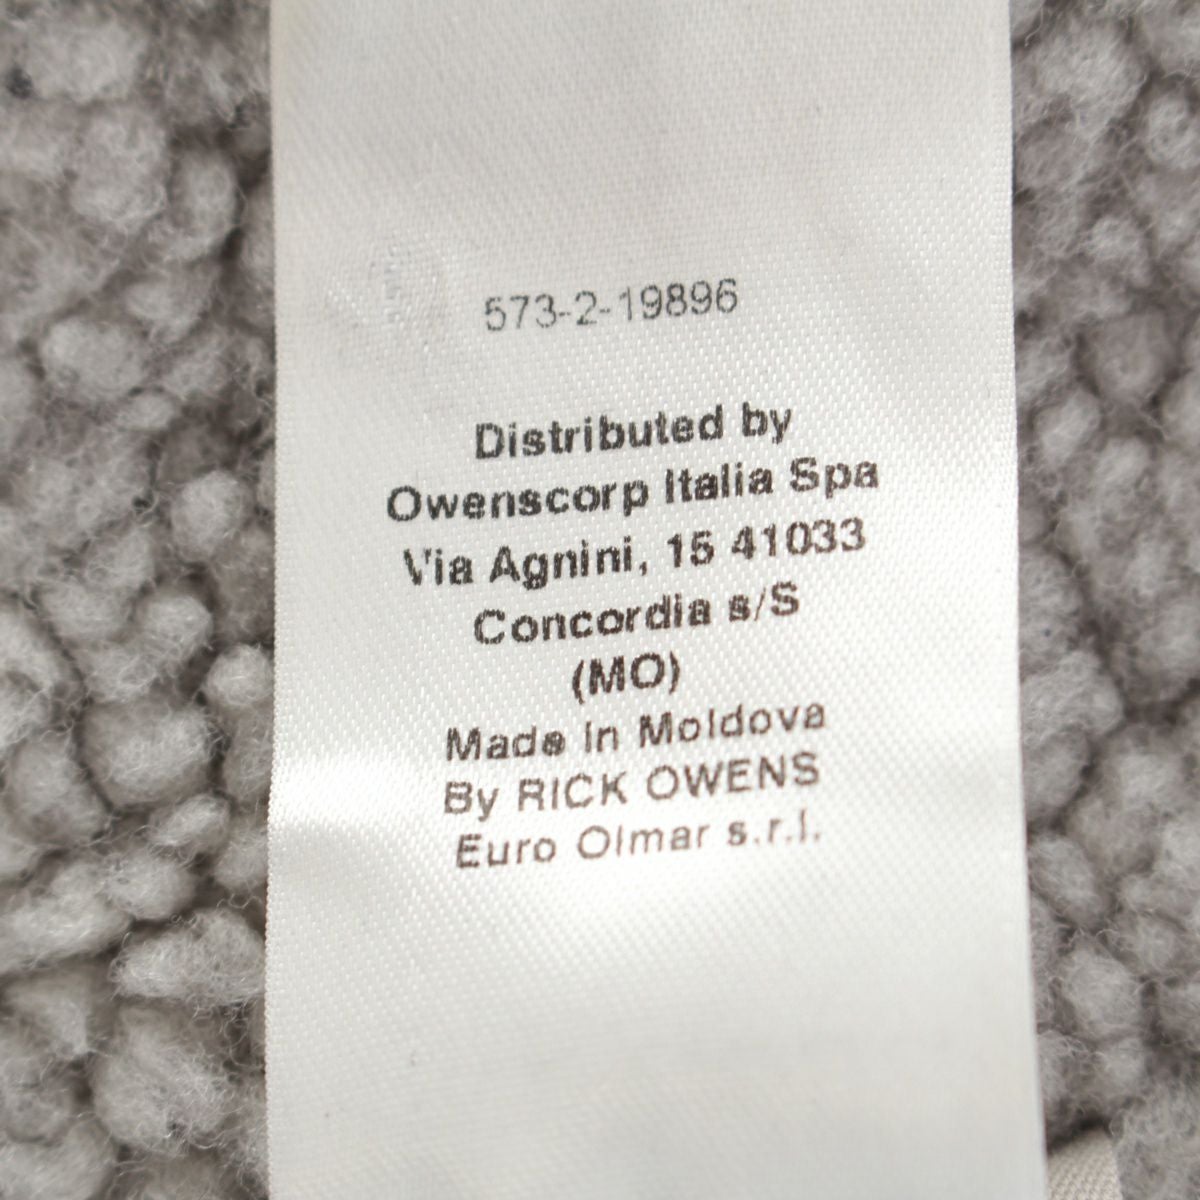 573-2-19896
Distributed by
Owenscorp Italia Spa
Via Agnini, 15 41033
Concordia s/S
(MO)
Made in Moldova
By RICK OWENS
Euro Olmar s.r.l.